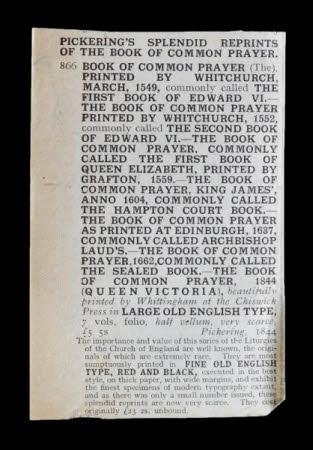 PICKERING'S SPLENDID REPRINTS
OF THE BOOK OF COMMON PRAYER.
866 BOOK OF COMMON PRAYER (The),
PRINTED BY WHITCHURCH,
MARCH, 1549, commonly called THE
FIRST BOOK OF EDWARD VI.—
THE BOOK OF COMMON PRAYER
PRINTED BY WHITCHURCH, 1552,
commonly called THE SECOND BOOK
OF EDWARD VI.—THE BOOK OF
COMMON PRAYER, COMMONLY
CALLED THE FIRST BOOK OF
QUEEN ELIZABETH, PRINTED BY
GRAFTON, 1559.—THE BOOK OF
COMMON PRAYER, KING JAMES',
ANNO 1604, COMMONLY CALLED
THE HAMPTON COURT BOOK.—
THE BOOK OF COMMON PRAYER
AS PRINTED AT EDINBURGH, 1637,
COMMONLY CALLED ARCHBISHOP
LAUD'S.—THE BOOK OF COMMON
PRAYER, 1662, COMMONLY CALLED
THE SEALED BOOK.—THE BOOK
OF COMMON PRAYER, 1844
(QUEEN VICTORIA), beautifully
printed by Whittingham at the Chiswick
Press in LARGE OLD ENGLISH TYPE,
7 vols, folio, half vellum, very scarce,
£5 5s Pickering, 1844
The importance and value of this series of the Liturgies
of the Church of England are well known, the origi-
nals of which are extremely rare. They are most
sumptuously printed in FINE OLD ENGLISH
TYPE, RED AND BLACK, executed in the best
style, on thick paper, with wide margins, and exhibit
the finest specimens of modern typography extant,
and as there was only a small number issued, these
splendid reprints are now very scarce. They cost
originally £23 2s. unbound.